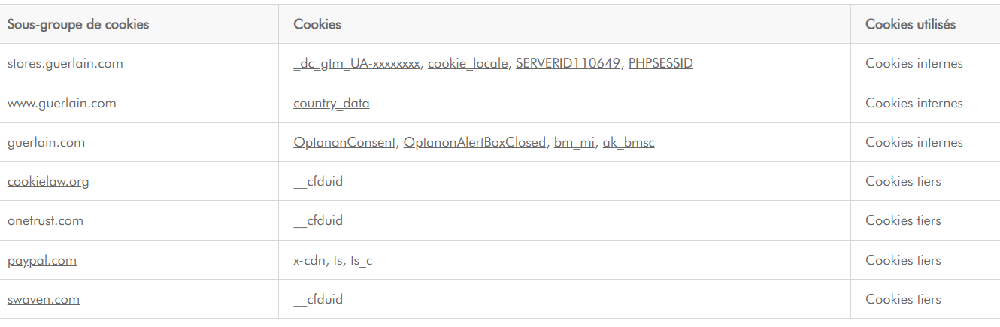 Sous-groupe de cookies Cookies Cookies utilisés
stores.guerlain.com _dc_gtm_UA-xxxxxxxx, cookie_locale, SERVERID110649, PHPSESSID Cookies internes
www.guerlain.com country_data Cookies internes
guerlain.com OptanonConsent, OptanonAlertBoxClosed, bm_mi, ak_bmsc Cookies internes
cookielaw.org __cfduid Cookies tiers
onetrust.com __cfduid Cookies tiers
paypal.com x-cdn, ts, ts_c Cookies tiers
swaven.com __cfduid Cookies tiers